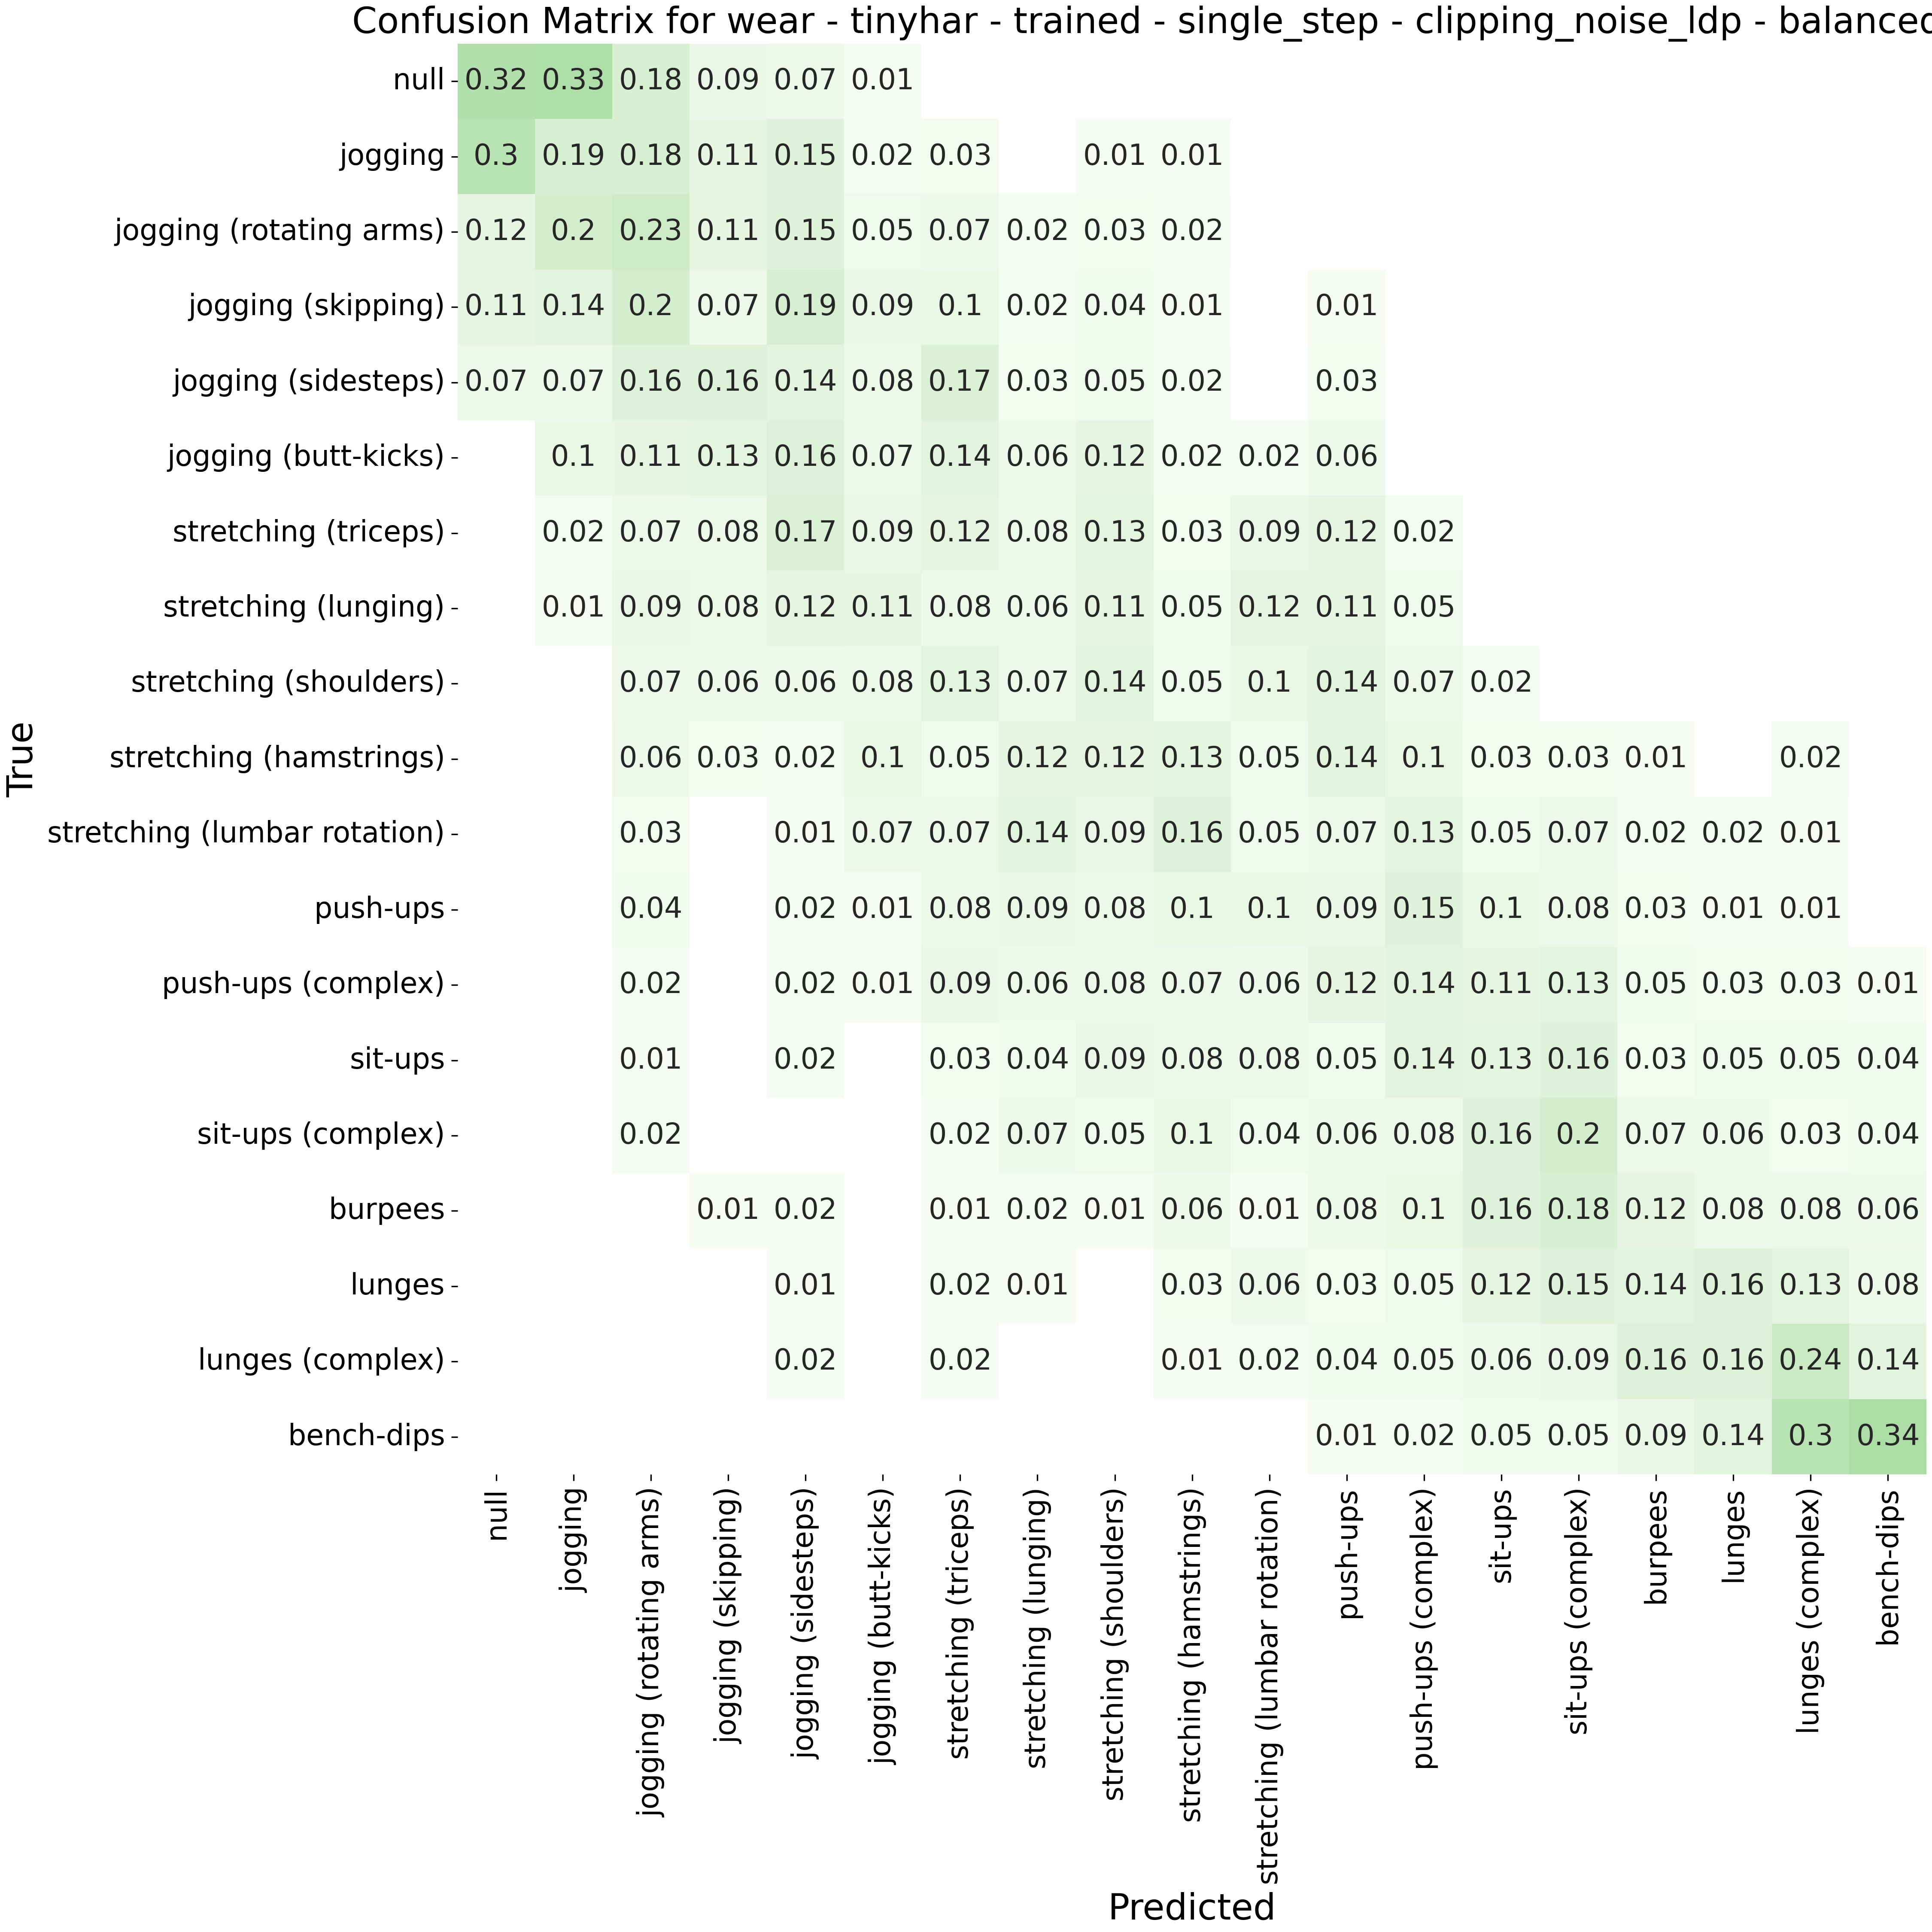 Confusion Matrix for wear - tinyhar - trained - single_step - clipping_noise_ldp - balanced
null 0.32 0.33 0.18 0.09 0.07 0.01
jogging 0.3 0.19 0.18 0.11 0.15 0.02 0.03 0.01 0.01
jogging (rotating arms) 0.12 0.2 0.23 0.11 0.15 0.05 0.07 0.02 0.03 0.02
jogging (skipping) 0.11 0.14 0.2 0.07 0.19 0.09 0.1 0.02 0.04 0.01 0.01
jogging (sidesteps) 0.07 0.07 0.16 0.16 0.14 0.08 0.17 0.03 0.05 0.02 0.03
jogging (butt-kicks) 0.1 0.11 0.13 0.16 0.07 0.14 0.06 0.12 0.02 0.02 0.06
stretching (triceps) 0.02 0.07 0.08 0.17 0.09 0.12 0.08 0.13 0.03 0.09 0.12 0.02
stretching (lunging) 0.01 0.09 0.08 0.12 0.11 0.08 0.06 0.11 0.05 0.12 0.11 0.05
stretching (shoulders) 0.07 0.06 0.06 0.08 0.13 0.07 0.14 0.05 0.1 0.14 0.07 0.02
stretching (hamstrings) 0.06 0.03 0.02 0.1 0.05 0.12 0.12 0.13 0.05 0.14 0.1 0.03 0.03 0.01 0.02
stretching (lumbar rotation) 0.03 0.01 0.07 0.07 0.14 0.09 0.16 0.05 0.07 0.13 0.05 0.07 0.02 0.02 0.01
push-ups 0.04 0.02 0.01 0.08 0.09 0.08 0.1 0.1 0.09 0.15 0.1 0.08 0.03 0.01 0.01
push-ups (complex) 0.02 0.02 0.01 0.09 0.06 0.08 0.07 0.06 0.12 0.14 0.11 0.13 0.05 0.03 0.03 0.01
sit-ups 0.01 0.02 0.03 0.04 0.09 0.08 0.08 0.05 0.14 0.13 0.16 0.03 0.05 0.05 0.04
sit-ups (complex) 0.02 0.02 0.07 0.05 0.1 0.04 0.06 0.08 0.16 0.2 0.07 0.06 0.03 0.04
burpees 0.01 0.02 0.01 0.02 0.01 0.06 0.01 0.08 0.1 0.16 0.18 0.12 0.08 0.08 0.06
lunges 0.01 0.02 0.01 0.03 0.06 0.03 0.05 0.12 0.15 0.14 0.16 0.13 0.08
lunges (complex) 0.02 0.02 0.01 0.02 0.04 0.05 0.06 0.09 0.16 0.16 0.24 0.14
bench-dips 0.01 0.02 0.05 0.05 0.09 0.14 0.3 0.34
True
null
jogging
jogging (rotating arms)
jogging (skipping)
jogging (sidesteps)
jogging (butt-kicks)
stretching (triceps)
stretching (lunging)
stretching (shoulders)
stretching (hamstrings)
stretching (lumbar rotation)
push-ups
push-ups (complex)
sit-ups
sit-ups (complex)
burpees
lunges
lunges (complex)
bench-dips
Predicted